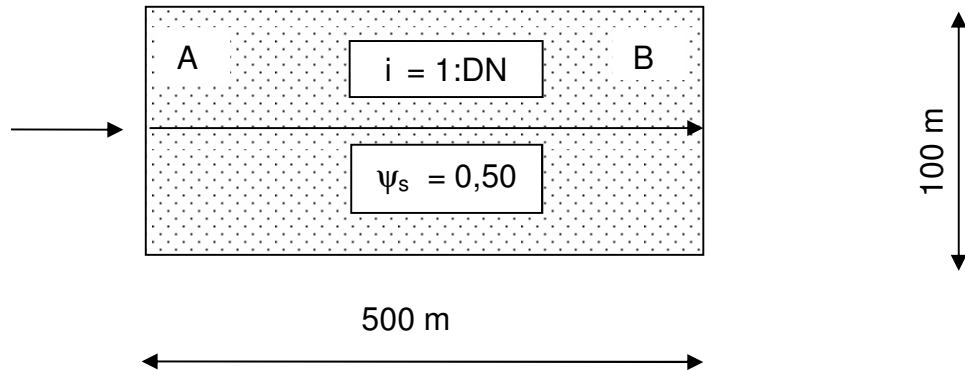 A
i = 1:DN
B
ψs = 0,50
100 m
500 m